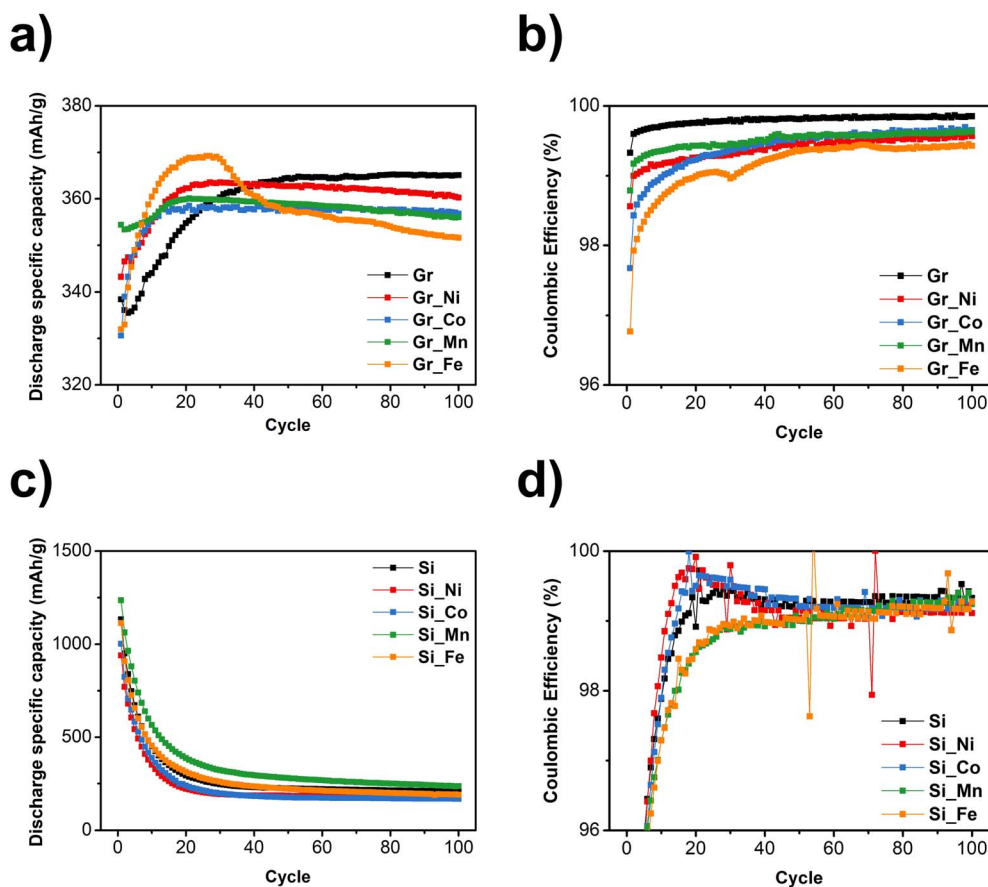 a)
Discharge specific capacity (mAh/g)
380
360
340
320
0
20
40
60
80
100
Cycle
Gr
Gr_Ni
Gr_Co
Gr_Mn
Gr_Fe
b)
Coulombic Efficiency (%)
100
98
96
0
20
40
60
80
100
Cycle
Gr
Gr_Ni
Gr_Co
Gr_Mn
Gr_Fe
c)
Discharge specific capacity (mAh/g)
1500
1000
500
0
0
20
40
60
80
100
Cycle
Si
Si_Ni
Si_Co
Si_Mn
Si_Fe
d)
Coulombic Efficiency (%)
100
98
96
0
20
40
60
80
100
Cycle
Si
Si_Ni
Si_Co
Si_Mn
Si_Fe